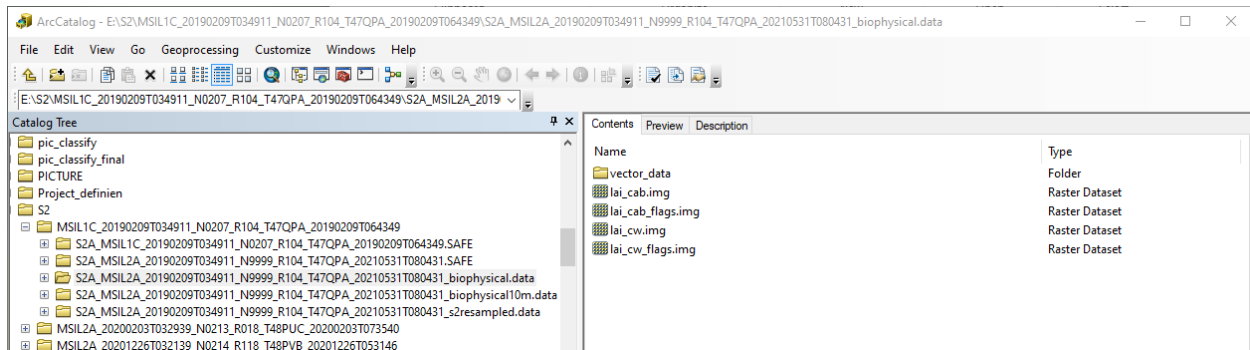 ArcCatalog - E:\S2\MSIL1C_20190209T034911_N0207_R104_T47QPA_20190209T064349\S2A_MSIL2A_20190209T034911_N9999_R104_T47QPA_20210531T080431_biophysical.data
File Edit View Go Geoprocessing Customize Windows Help
E:\S2\MSIL1C_20190209T034911_N0207_R104_T47QPA_20190209T064349\S2A_MSIL2A_2019
Catalog Tree
pic_classify
pic_classify_final
PICTURE
Project_definien
S2
MSIL1C_20190209T034911_N0207_R104_T47QPA_20190209T064349
S2A_MSIL1C_20190209T034911_N0207_R104_T47QPA_20190209T064349.SAFE
S2A_MSIL2A_20190209T034911_N9999_R104_T47QPA_20210531T080431.SAFE
S2A_MSIL2A_20190209T034911_N9999_R104_T47QPA_20210531T080431_biophysical.data
S2A_MSIL2A_20190209T034911_N9999_R104_T47QPA_20210531T080431_biophysical10m.data
S2A_MSIL2A_20190209T034911_N9999_R104_T47QPA_20210531T080431_s2resampled.data
MSIL2A_20200203T032939_N0213_R018_T48PUC_20200203T073540
MSIL2A_20201226T032139_N0214_R118_T48PVB_20201226T053146
Contents Preview Description
Name Type
vector_data Folder
lai_cab.img Raster Dataset
lai_cab_flags.img Raster Dataset
lai_cw.img Raster Dataset
lai_cw_flags.img Raster Dataset